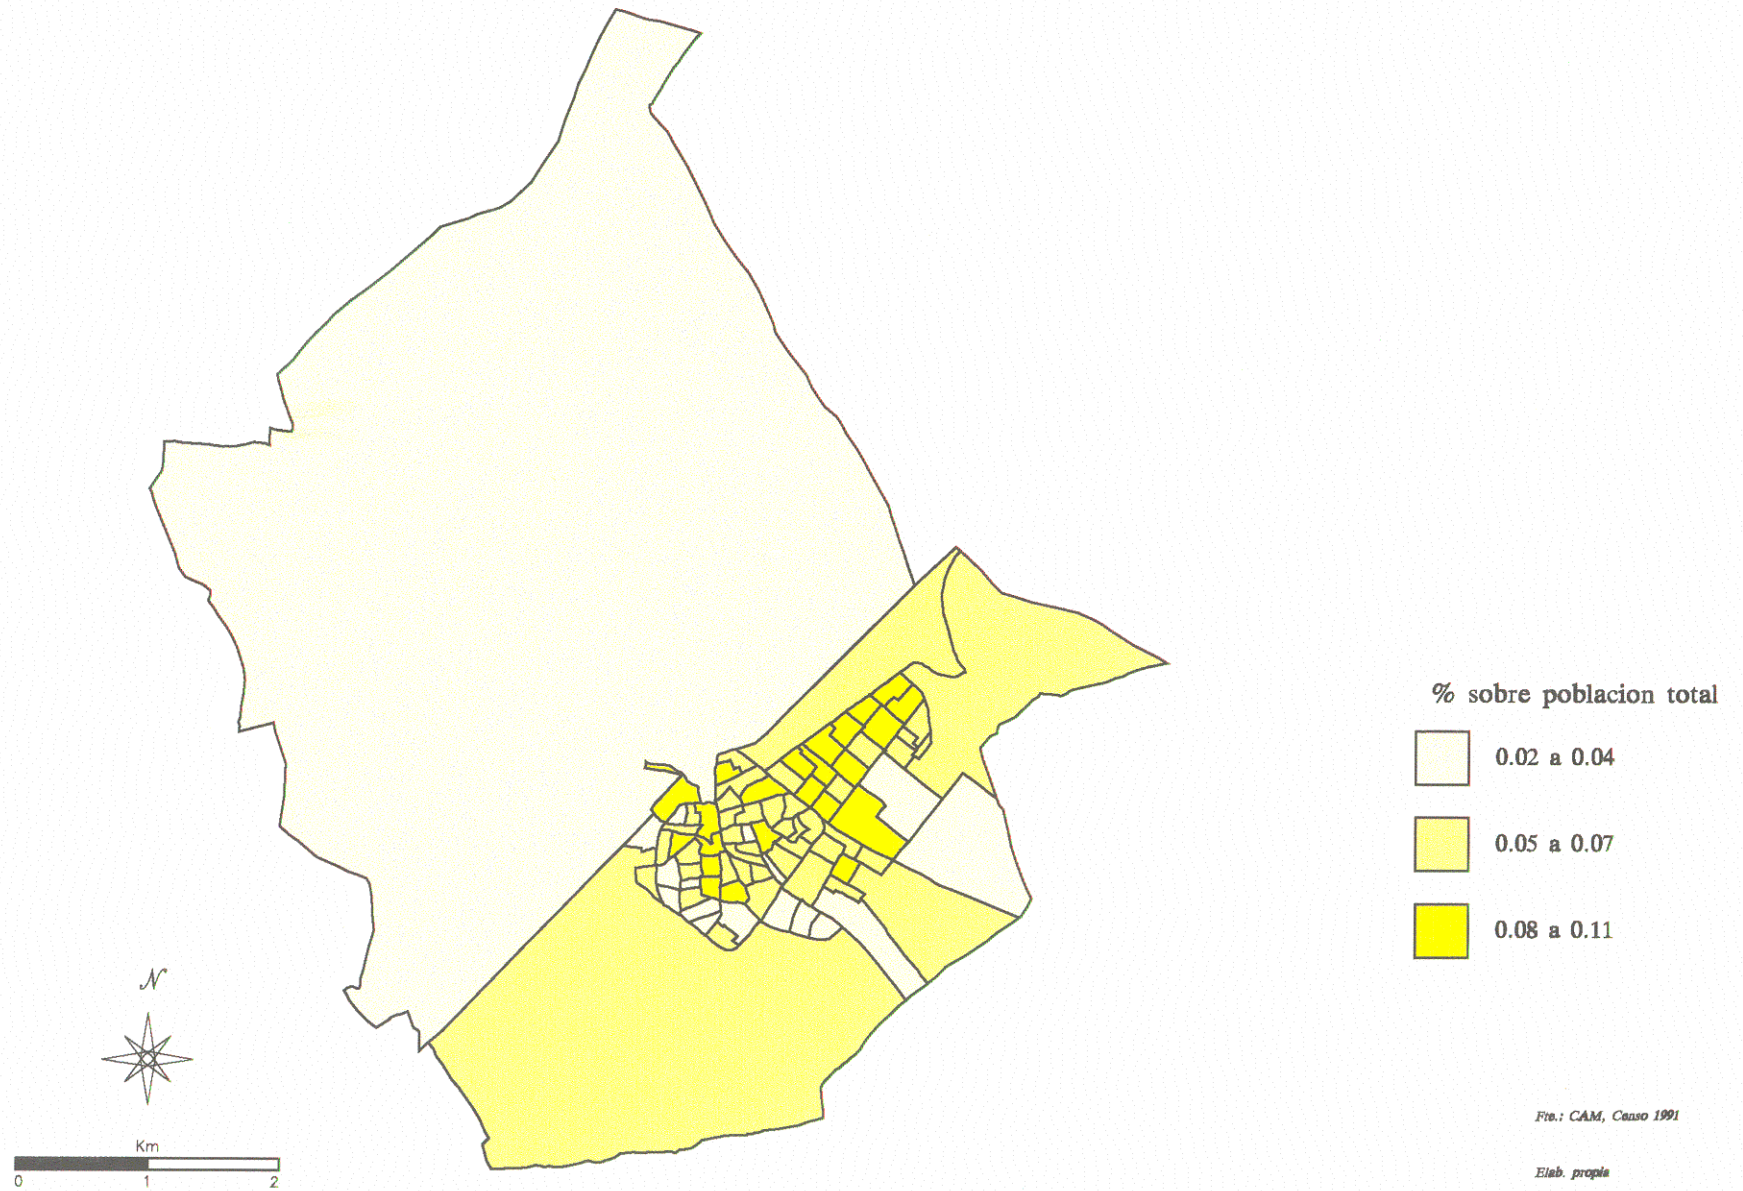 % sobre poblacion total
0.02 a 0.04
0.05 a 0.07
0.08 a 0.11
N
Km
0 1 2
Fte.: CAM, Censo 1991
Elab. propia